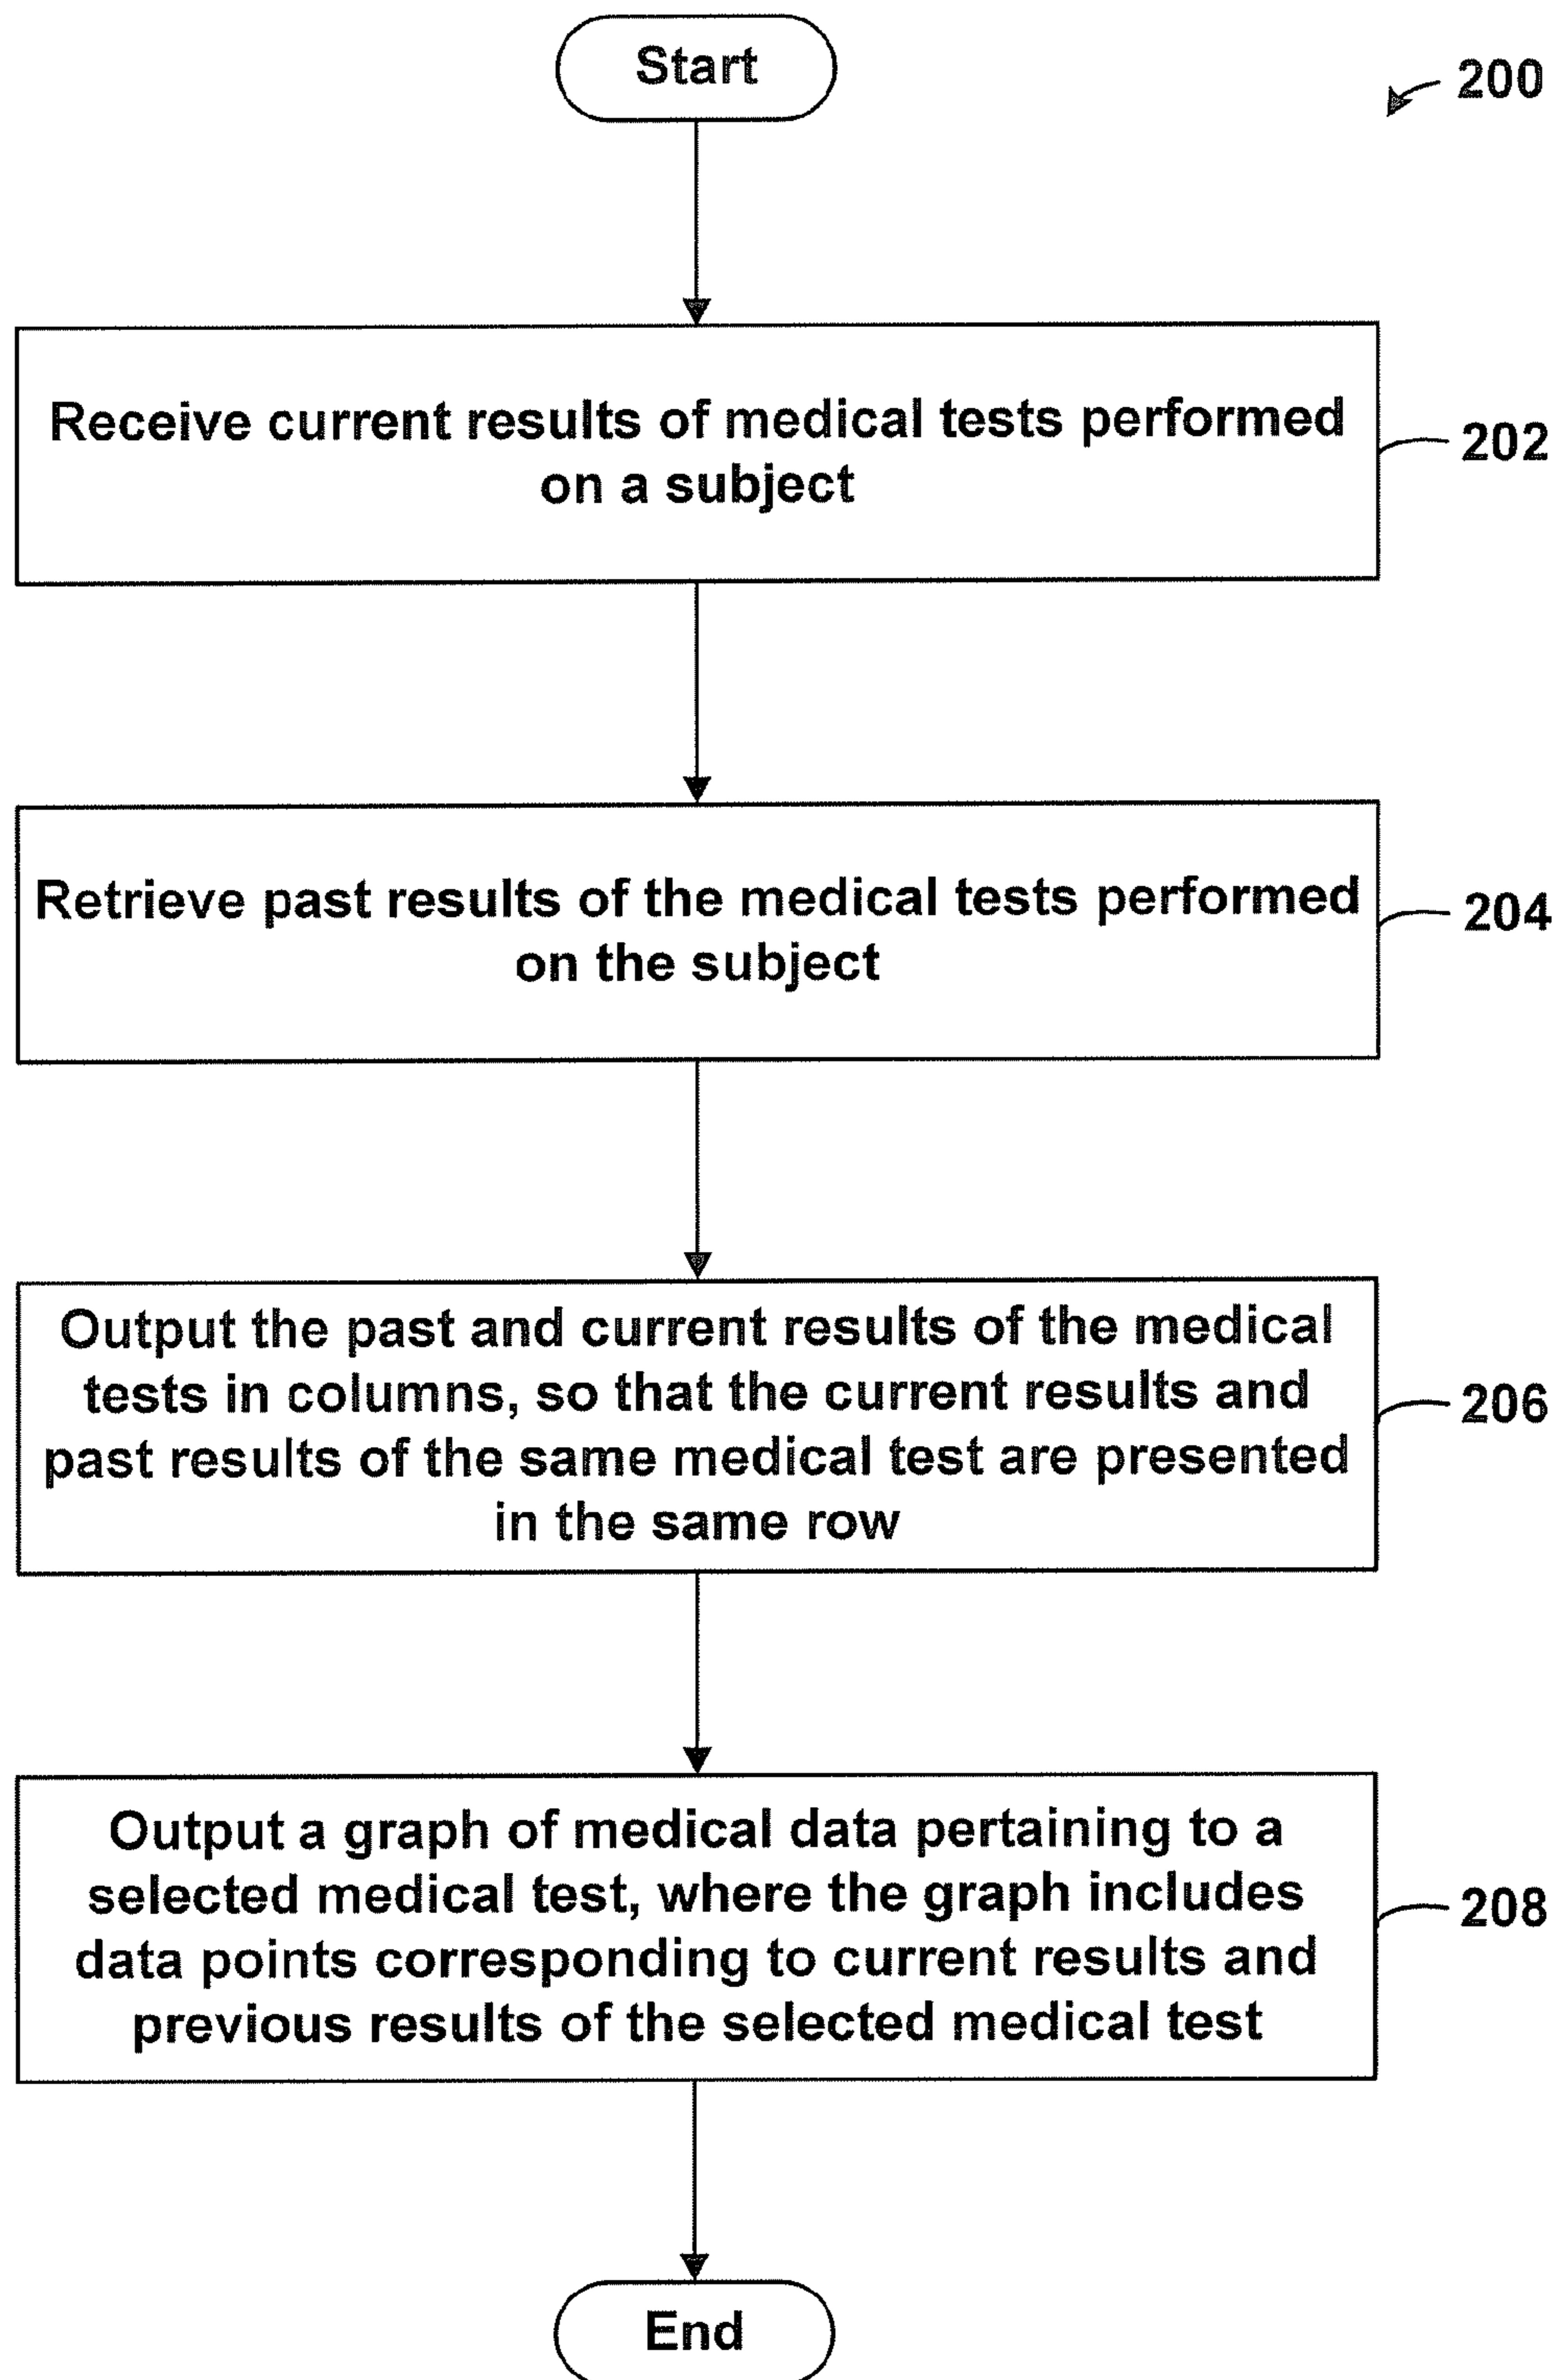 Start
200
Receive current results of medical tests performed
on a subject
202
Retrieve past results of the medical tests performed
on the subject
204
Output the past and current results of the medical
tests in columns, so that the current results and
past results of the same medical test are presented
in the same row
206
Output a graph of medical data pertaining to a
selected medical test, where the graph includes
data points corresponding to current results and
previous results of the selected medical test
208
End